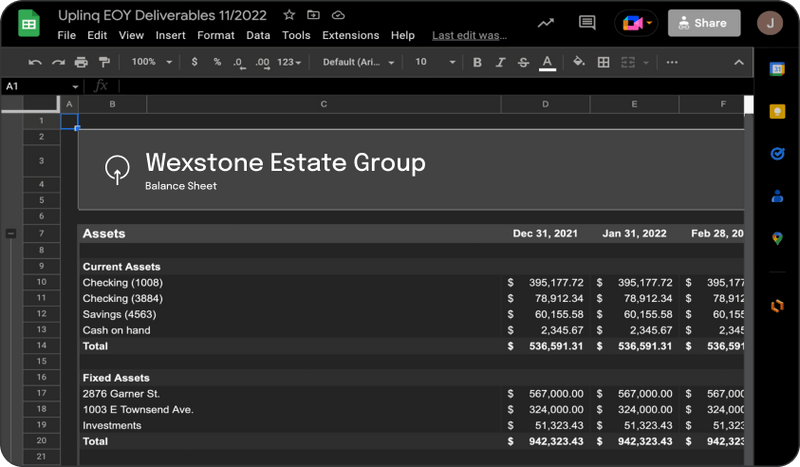 Uplinq EOY Deliverables 11/2022
File Edit View Insert Format Data Tools Extensions Help Last edit was...
Share J
100% $ % .0 .00 123 Default (Ari... 10 B I S A ...
A1 fx
A B C D E F
1
2
3 Wexstone Estate Group
4 Balance Sheet
5
6
7 Assets Dec 31, 2021 Jan 31, 2022 Feb 28, 20
8
9 Current Assets
10 Checking (1008) $ 395,177.72 $ 395,177.72 $ 395,177
11 Checking (3884) $ 78,912.34 $ 78,912.34 $ 78,912
12 Savings (4563) $ 60,155.58 $ 60,155.58 $ 60,155
13 Cash on hand $ 2,345.67 $ 2,345.67 $ 2,345
14 Total $ 536,591.31 $ 536,591.31 $ 536,591
15
16 Fixed Assets
17 2876 Garner St. $ 567,000.00 $ 567,000.00 $ 567,000
18 1003 E Townsend Ave. $ 324,000.00 $ 324,000.00 $ 324,000
19 Investments $ 51,323.43 $ 51,323.43 $ 51,323
20 Total $ 942,323.43 $ 942,323.43 $ 942,323
21